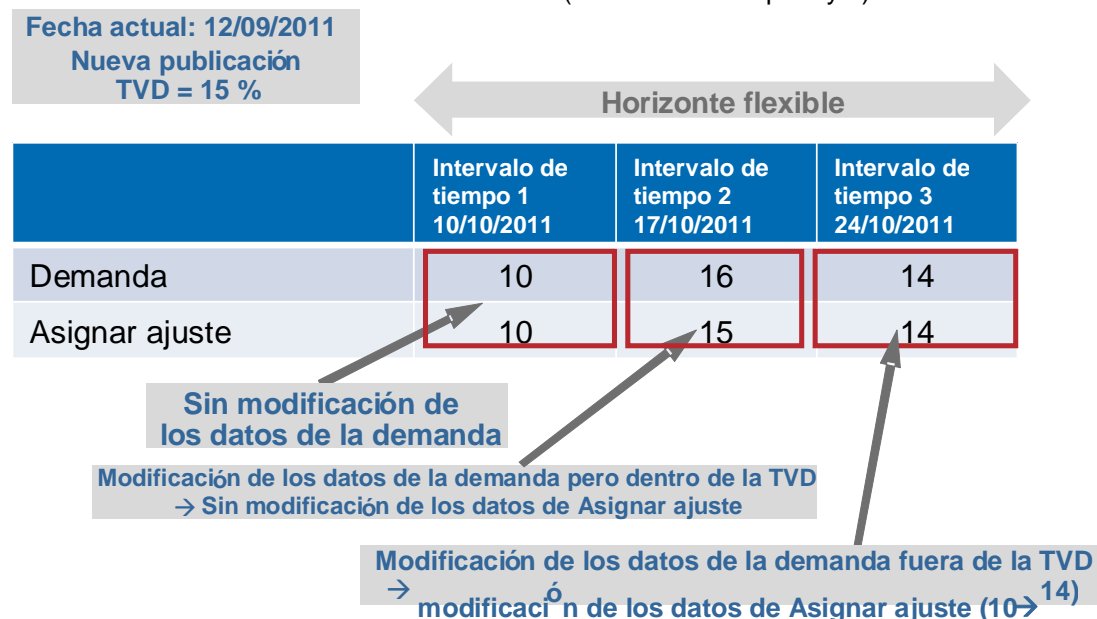 Fecha actual: 12/09/2011
Nueva publicación
TVD = 15 %
Horizonte flexible
Intervalo de tiempo 1 10/10/2011
Intervalo de tiempo 2 17/10/2011
Intervalo de tiempo 3 24/10/2011
Demanda 10 16 14
Asignar ajuste 10 15 14
Sin modificación de
los datos de la demanda
Modificación de los datos de la demanda pero dentro de la TVD
→ Sin modificación de los datos de Asignar ajuste
Modificación de los datos de la demanda fuera de la TVD
→ modificación de los datos de Asignar ajuste (10→14)